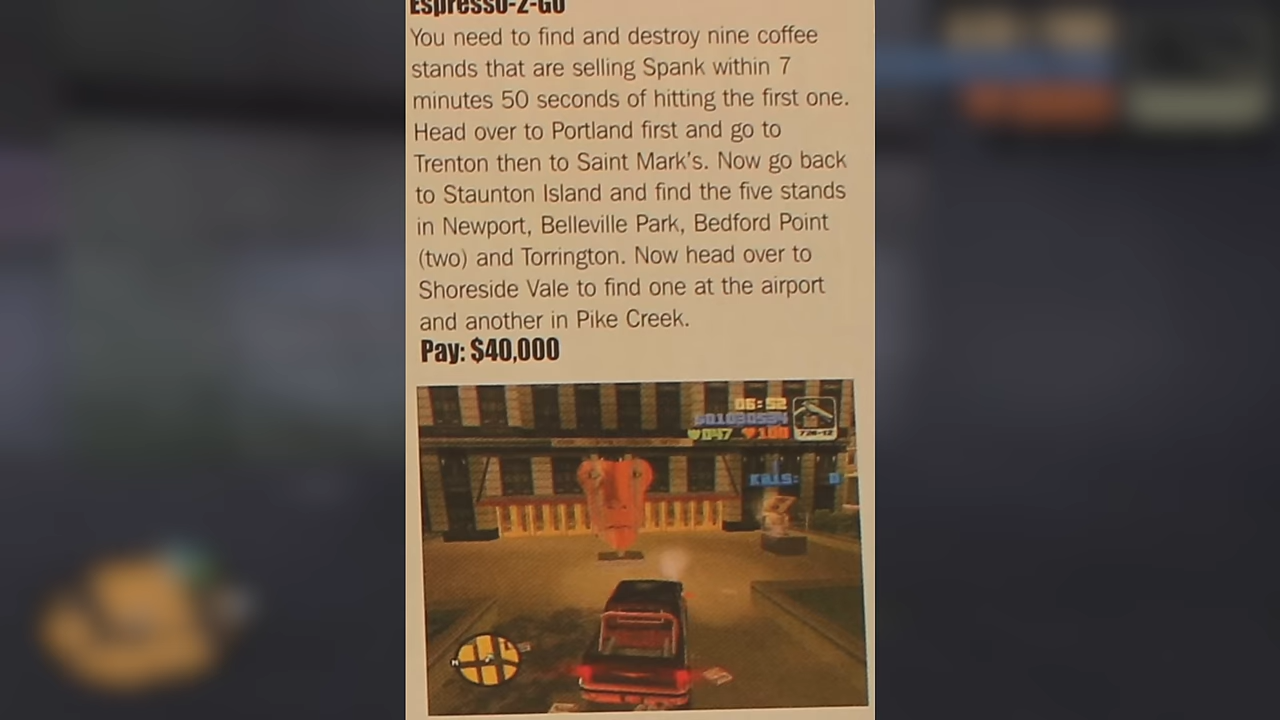 Espresso-2-Go
You need to find and destroy nine coffee
stands that are selling Spank within 7
minutes 50 seconds of hitting the first one.
Head over to Portland first and go to
Trenton then to Saint Mark's. Now go back
to Staunton Island and find the five stands
in Newport, Belleville Park, Bedford Point
(two) and Torrington. Now head over to
Shoreside Vale to find one at the airport
and another in Pike Creek.
Pay: $40,000
06:52
047 100
KILLS: 0
N